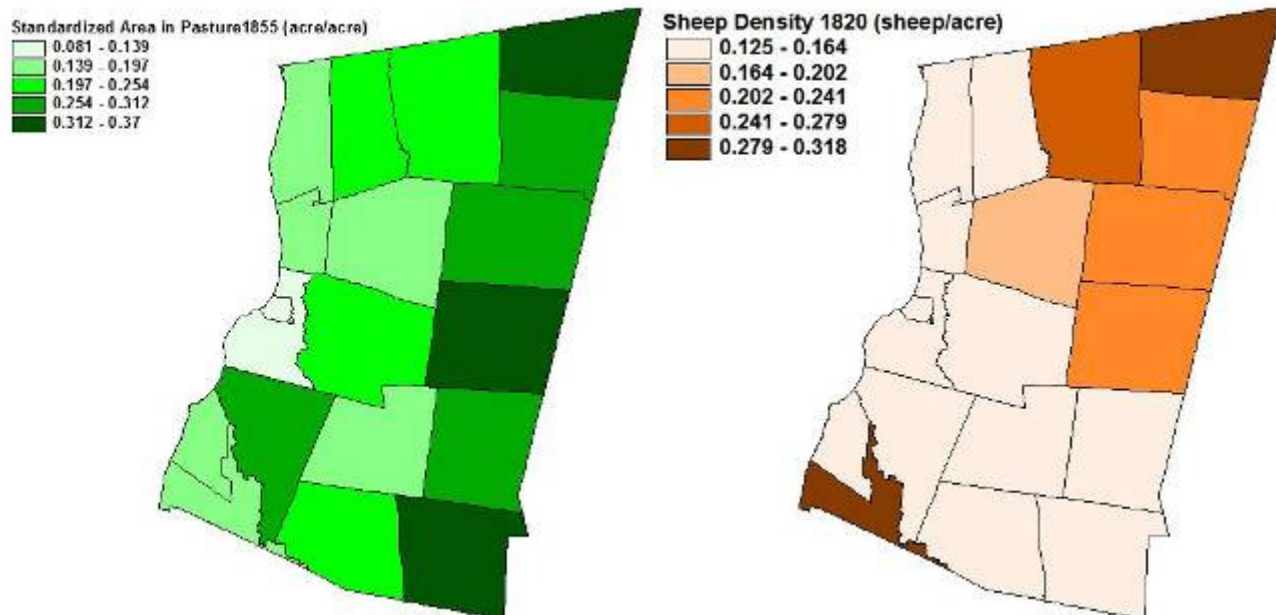 Standardized Area in Pasture1855 (acre/acre)
0.081 - 0.139
0.139 - 0.197
0.197 - 0.254
0.254 - 0.312
0.312 - 0.37
Sheep Density 1820 (sheep/acre)
0.125 - 0.164
0.164 - 0.202
0.202 - 0.241
0.241 - 0.279
0.279 - 0.318